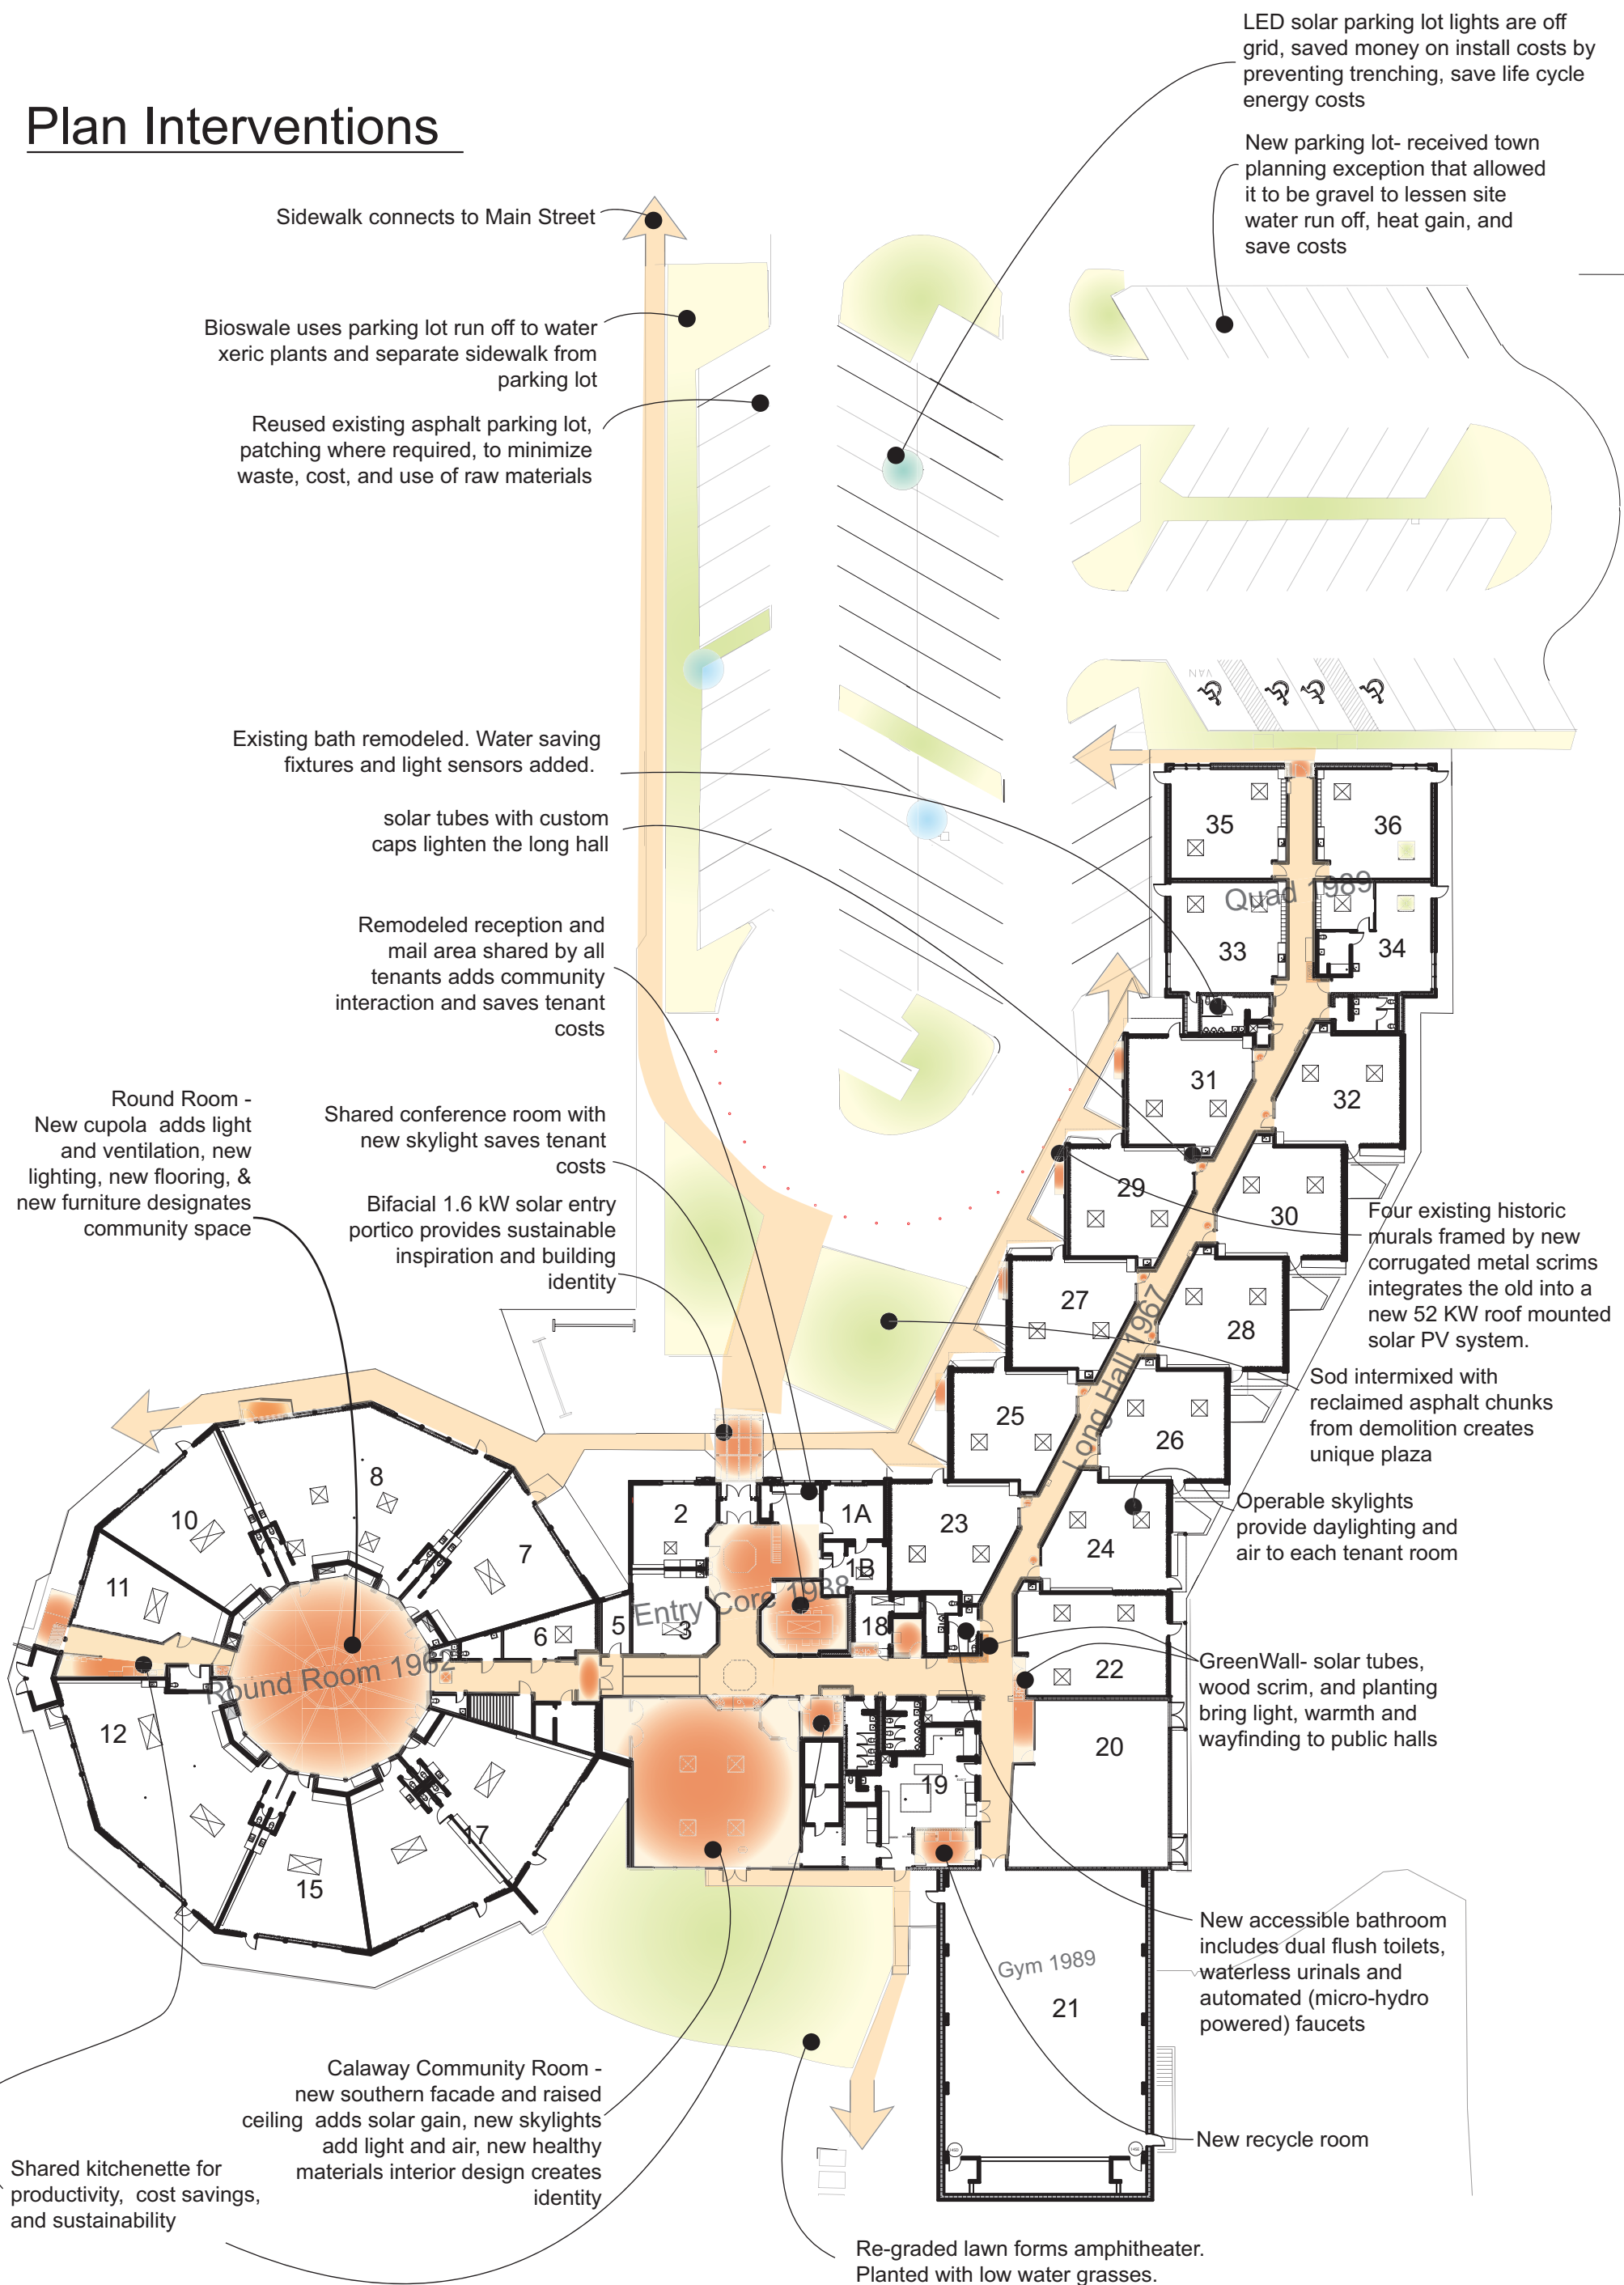 Plan Interventions
LED solar parking lot lights are off
grid, saved money on install costs by
preventing trenching, save life cycle
energy costs
New parking lot- received town
planning exception that allowed
it to be gravel to lessen site
water run off, heat gain, and
save costs
Sidewalk connects to Main Street
Bioswale uses parking lot run off to water
xeric plants and separate sidewalk from
parking lot
Reused existing asphalt parking lot,
patching where required, to minimize
waste, cost, and use of raw materials
VAN
Existing bath remodeled. Water saving
fixtures and light sensors added.
solar tubes with custom
caps lighten the long hall
Remodeled reception and
mail area shared by all
tenants adds community
interaction and saves tenant
costs
Round Room -
New cupola adds light
and ventilation, new
lighting, new flooring, &
new furniture designates
community space
Shared conference room with
new skylight saves tenant
costs
Bifacial 1.6 kW solar entry
portico provides sustainable
inspiration and building
identity
35
36
Quad 1989
33
34
31
32
29
30
27
28
Long Hall 1967
25
26
23
24
22
20
Four existing historic
murals framed by new
corrugated metal scrims
integrates the old into a
new 52 KW roof mounted
solar PV system.
Sod intermixed with
reclaimed asphalt chunks
from demolition creates
unique plaza
Operable skylights
provide daylighting and
air to each tenant room
GreenWall- solar tubes,
wood scrim, and planting
bring light, warmth and
wayfinding to public halls
8
10
7
11
6
5
2
1A
1B
Entry Core 1988
3
18
Round Room 1962
12
15
17
19
Gym 1989
21
New accessible bathroom
includes dual flush toilets,
waterless urinals and
automated (micro-hydro
powered) faucets
New recycle room
Calaway Community Room -
new southern facade and raised
ceiling adds solar gain, new skylights
add light and air, new healthy
materials interior design creates
identity
Shared kitchenette for
productivity, cost savings,
and sustainability
Re-graded lawn forms amphitheater.
Planted with low water grasses.